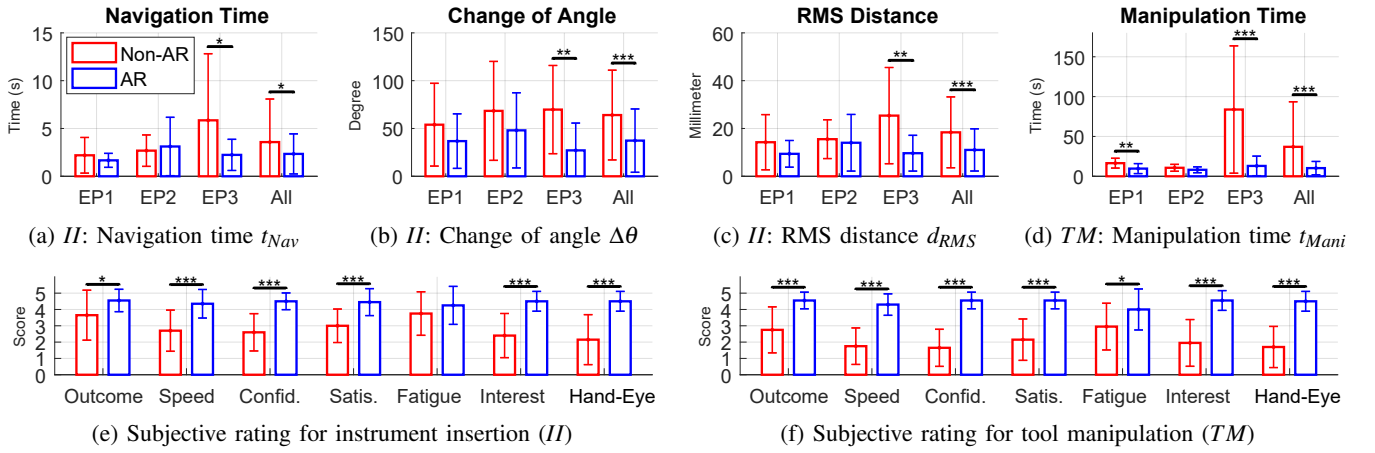 Navigation Time
Time (s)
15
10
5
0
Non-AR
AR
*
*
EP1 EP2 EP3 All
(a) II: Navigation time tNav
Change of Angle
Degree
150
100
50
0
**
***
EP1 EP2 EP3 All
(b) II: Change of angle Δθ
RMS Distance
Millimeter
60
40
20
0
**
***
EP1 EP2 EP3 All
(c) II: RMS distance dRMS
Manipulation Time
Time (s)
150
100
50
0
**
***
***
EP1 EP2 EP3 All
(d) TM: Manipulation time tMani
Score
5
4
3
2
1
0
* *** *** *** *** ***
Outcome Speed Confid. Satis. Fatigue Interest Hand-Eye
(e) Subjective rating for instrument insertion (II)
Score
5
4
3
2
1
0
*** *** *** *** * *** ***
Outcome Speed Confid. Satis. Fatigue Interest Hand-Eye
(f) Subjective rating for tool manipulation (TM)